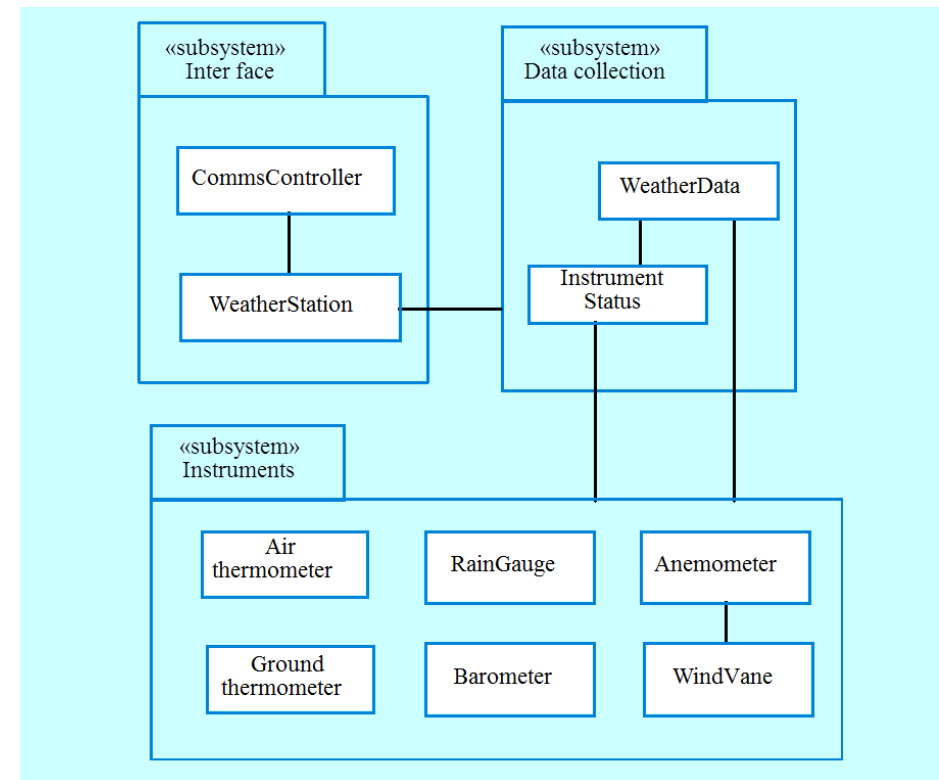 «subsystem»
Inter face
CommsController
WeatherStation
«subsystem»
Data collection
WeatherData
Instrument
Status
«subsystem»
Instruments
Air
thermometer
RainGauge
Anemometer
Ground
thermometer
Barometer
WindVane